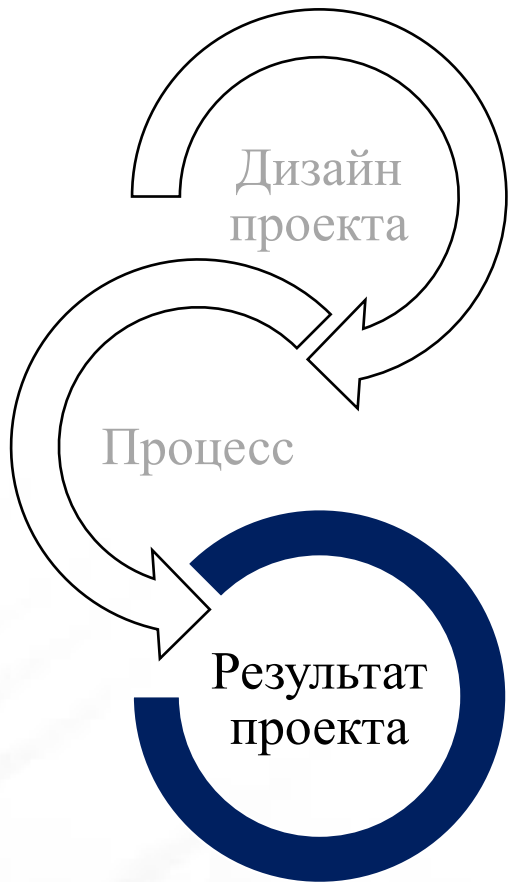 Дизайн
проекта
Процесс
Результат
проекта